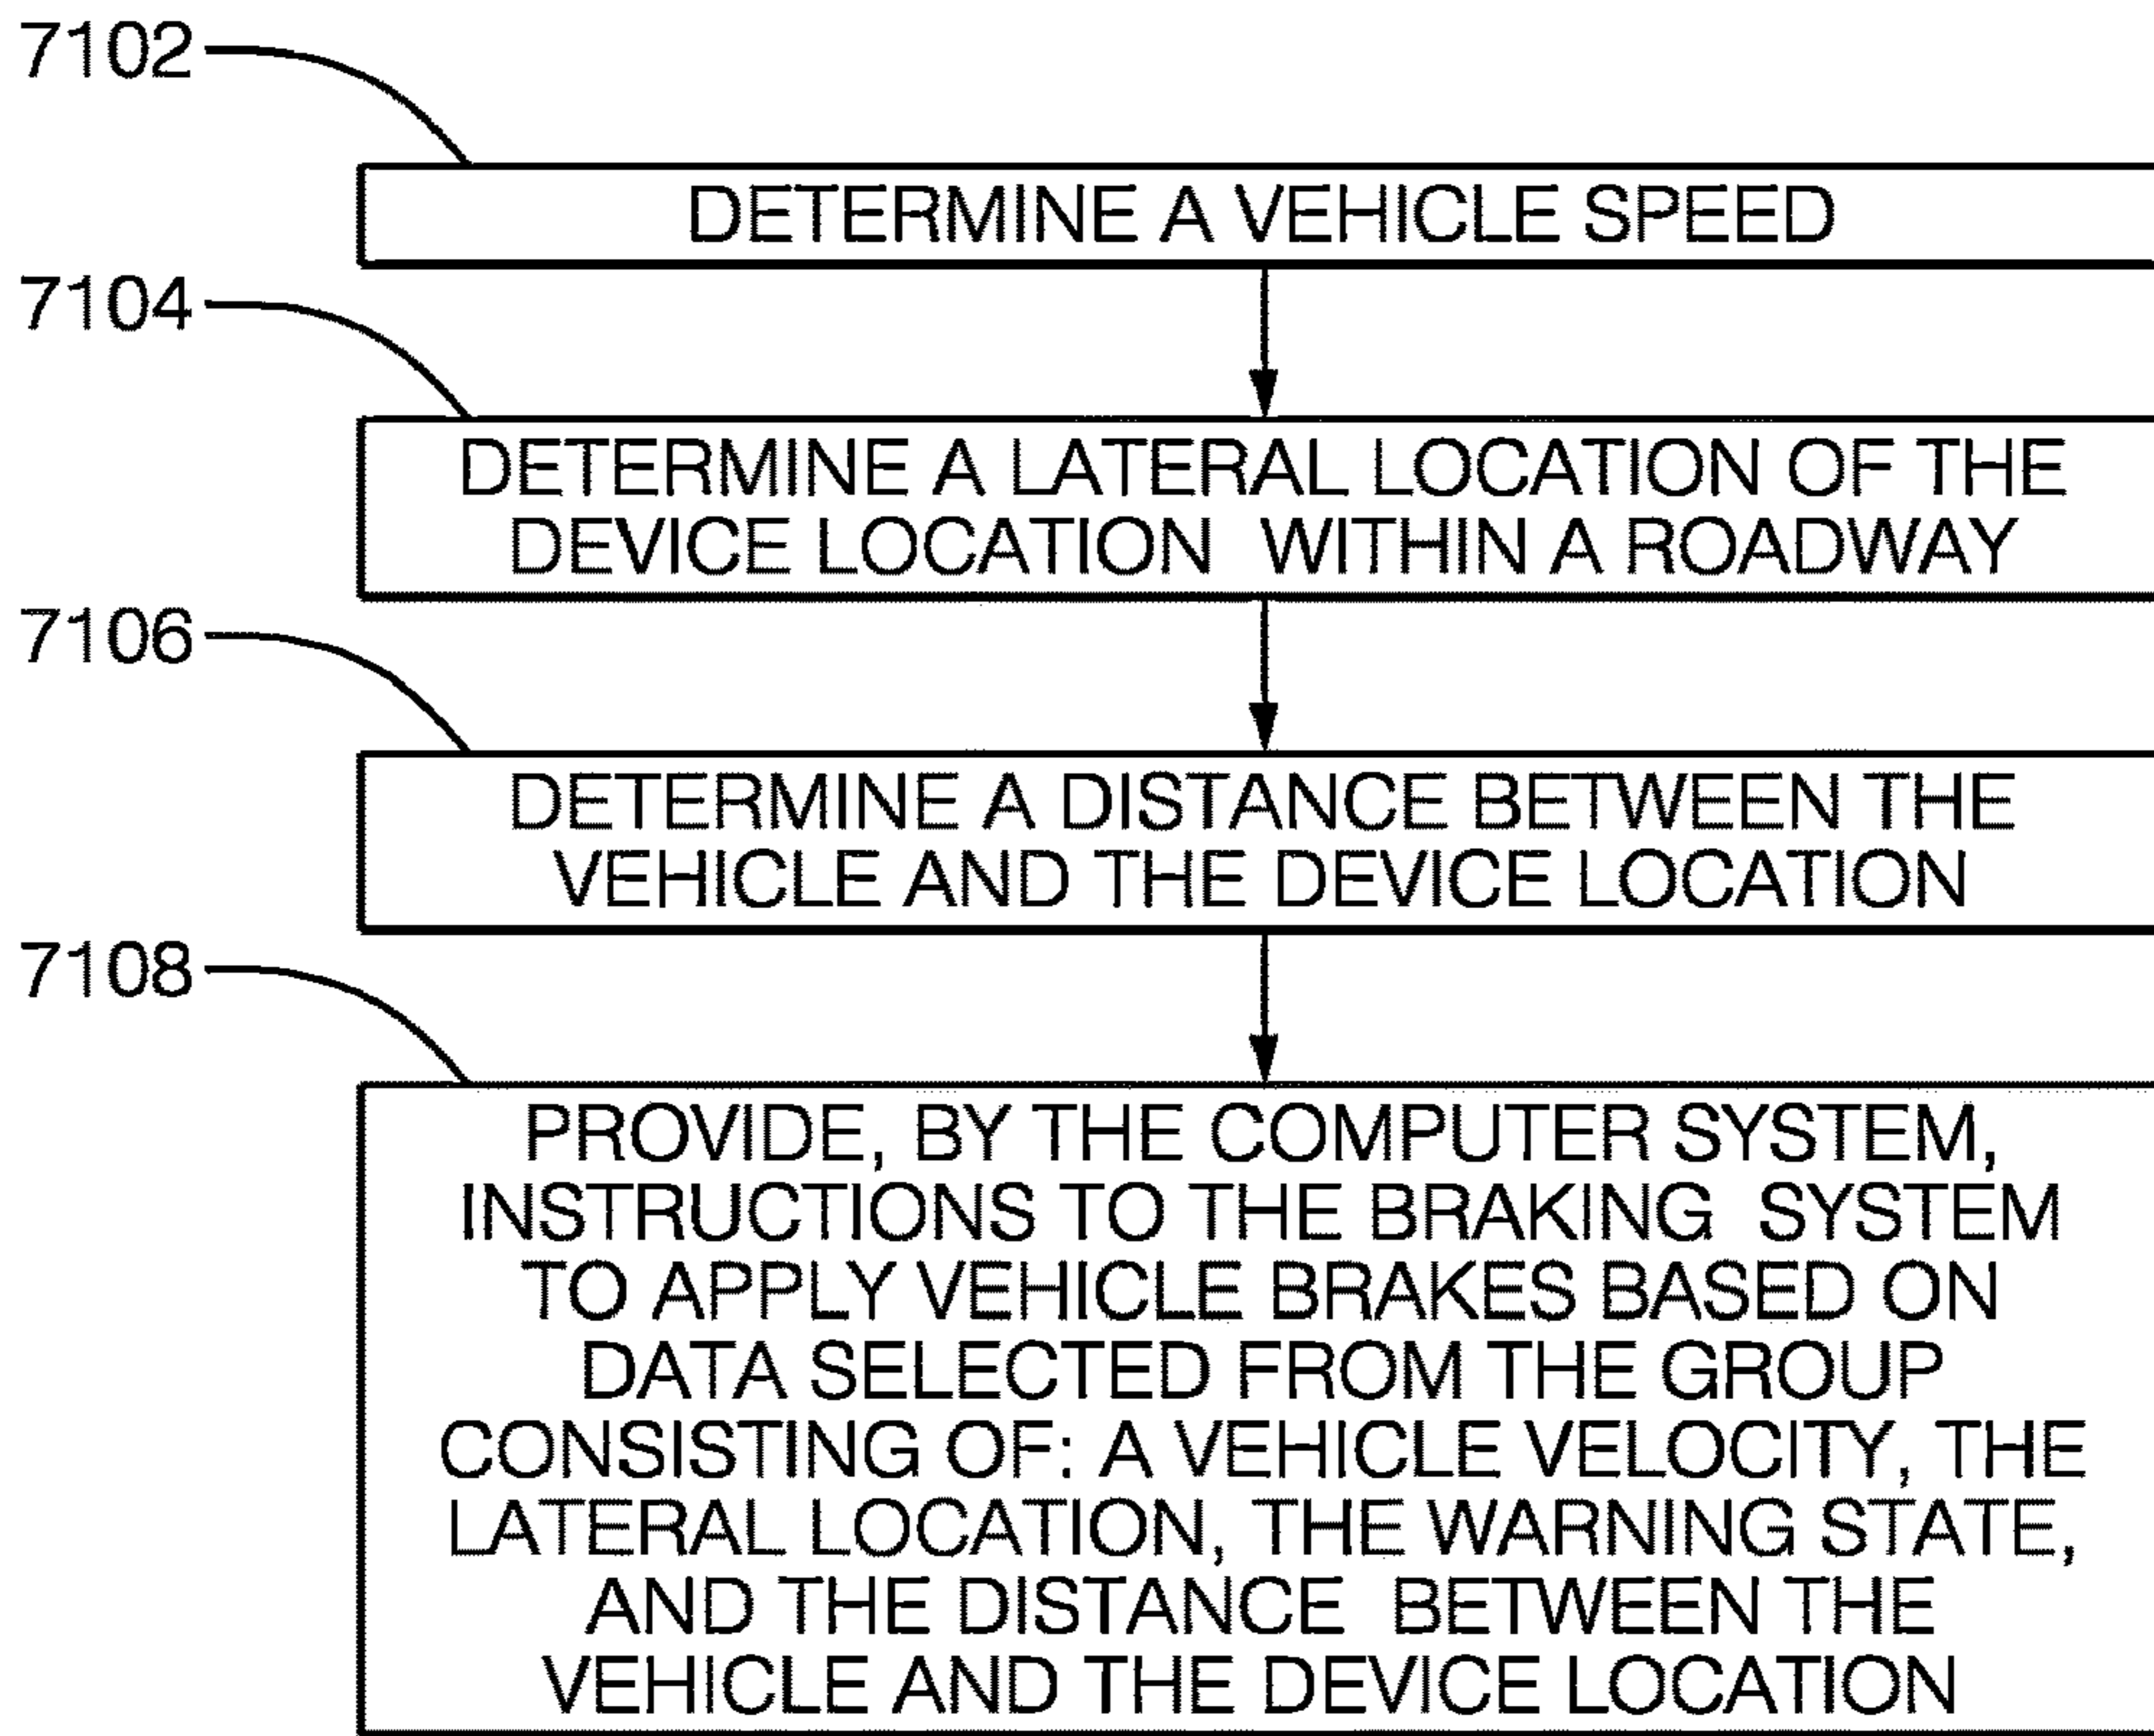 7102
DETERMINE A VEHICLE SPEED
7104
DETERMINE A LATERAL LOCATION OF THE
DEVICE LOCATION WITHIN A ROADWAY
7106
DETERMINE A DISTANCE BETWEEN THE
VEHICLE AND THE DEVICE LOCATION
7108
PROVIDE, BY THE COMPUTER SYSTEM,
INSTRUCTIONS TO THE BRAKING SYSTEM
TO APPLY VEHICLE BRAKES BASED ON
DATA SELECTED FROM THE GROUP
CONSISTING OF: A VEHICLE VELOCITY, THE
LATERAL LOCATION, THE WARNING STATE,
AND THE DISTANCE BETWEEN THE
VEHICLE AND THE DEVICE LOCATION